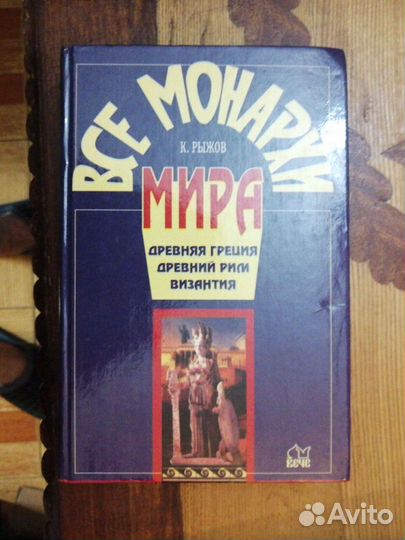 ВСЕ МОНАРХИ
К. РЫЖОВ
МИРА
ДРЕВНЯЯ ГРЕЦИЯ
ДРЕВНИЙ РИМ
ВИЗАНТИЯ
ВЕЧЕ
Avito